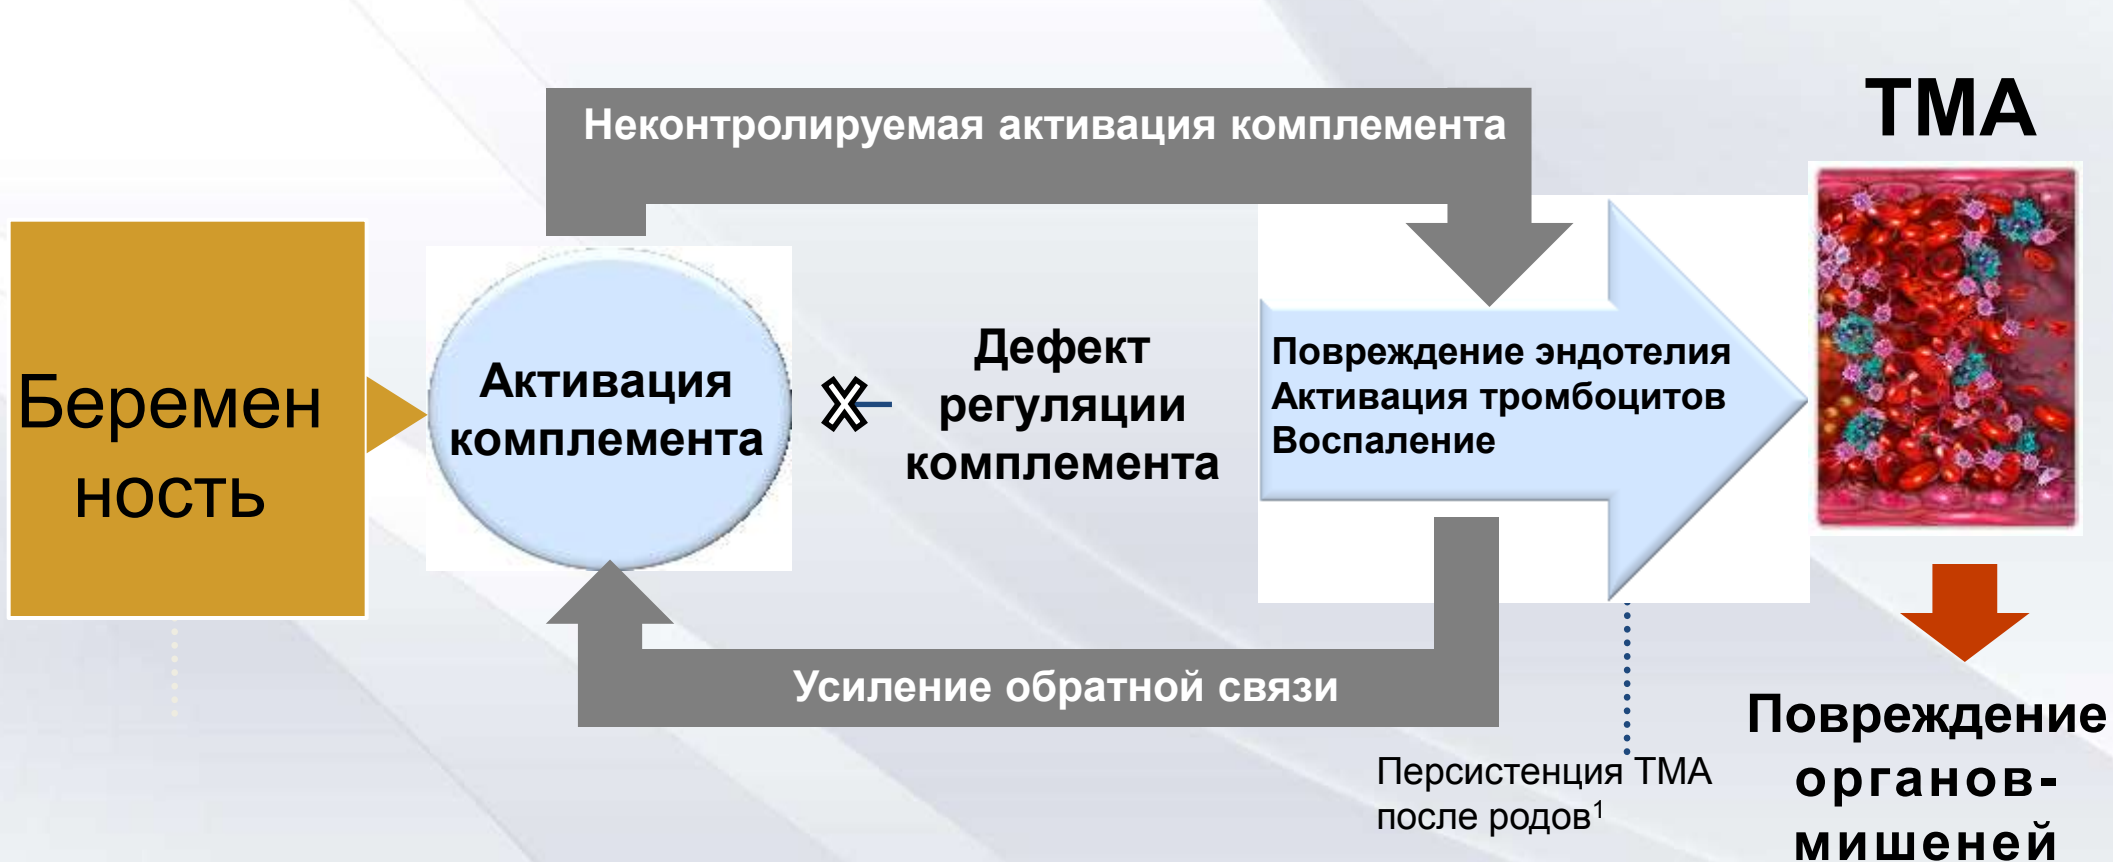 Неконтролируемая активация комплемента
ТМА
Беремен
ность
Активация
комплемента
Дефект
регуляции
комплемента
Повреждение эндотелия
Активация тромбоцитов
Воспаление
Усиление обратной связи
Персистенция ТМА
после родов¹
Повреждение
органов-
мишеней